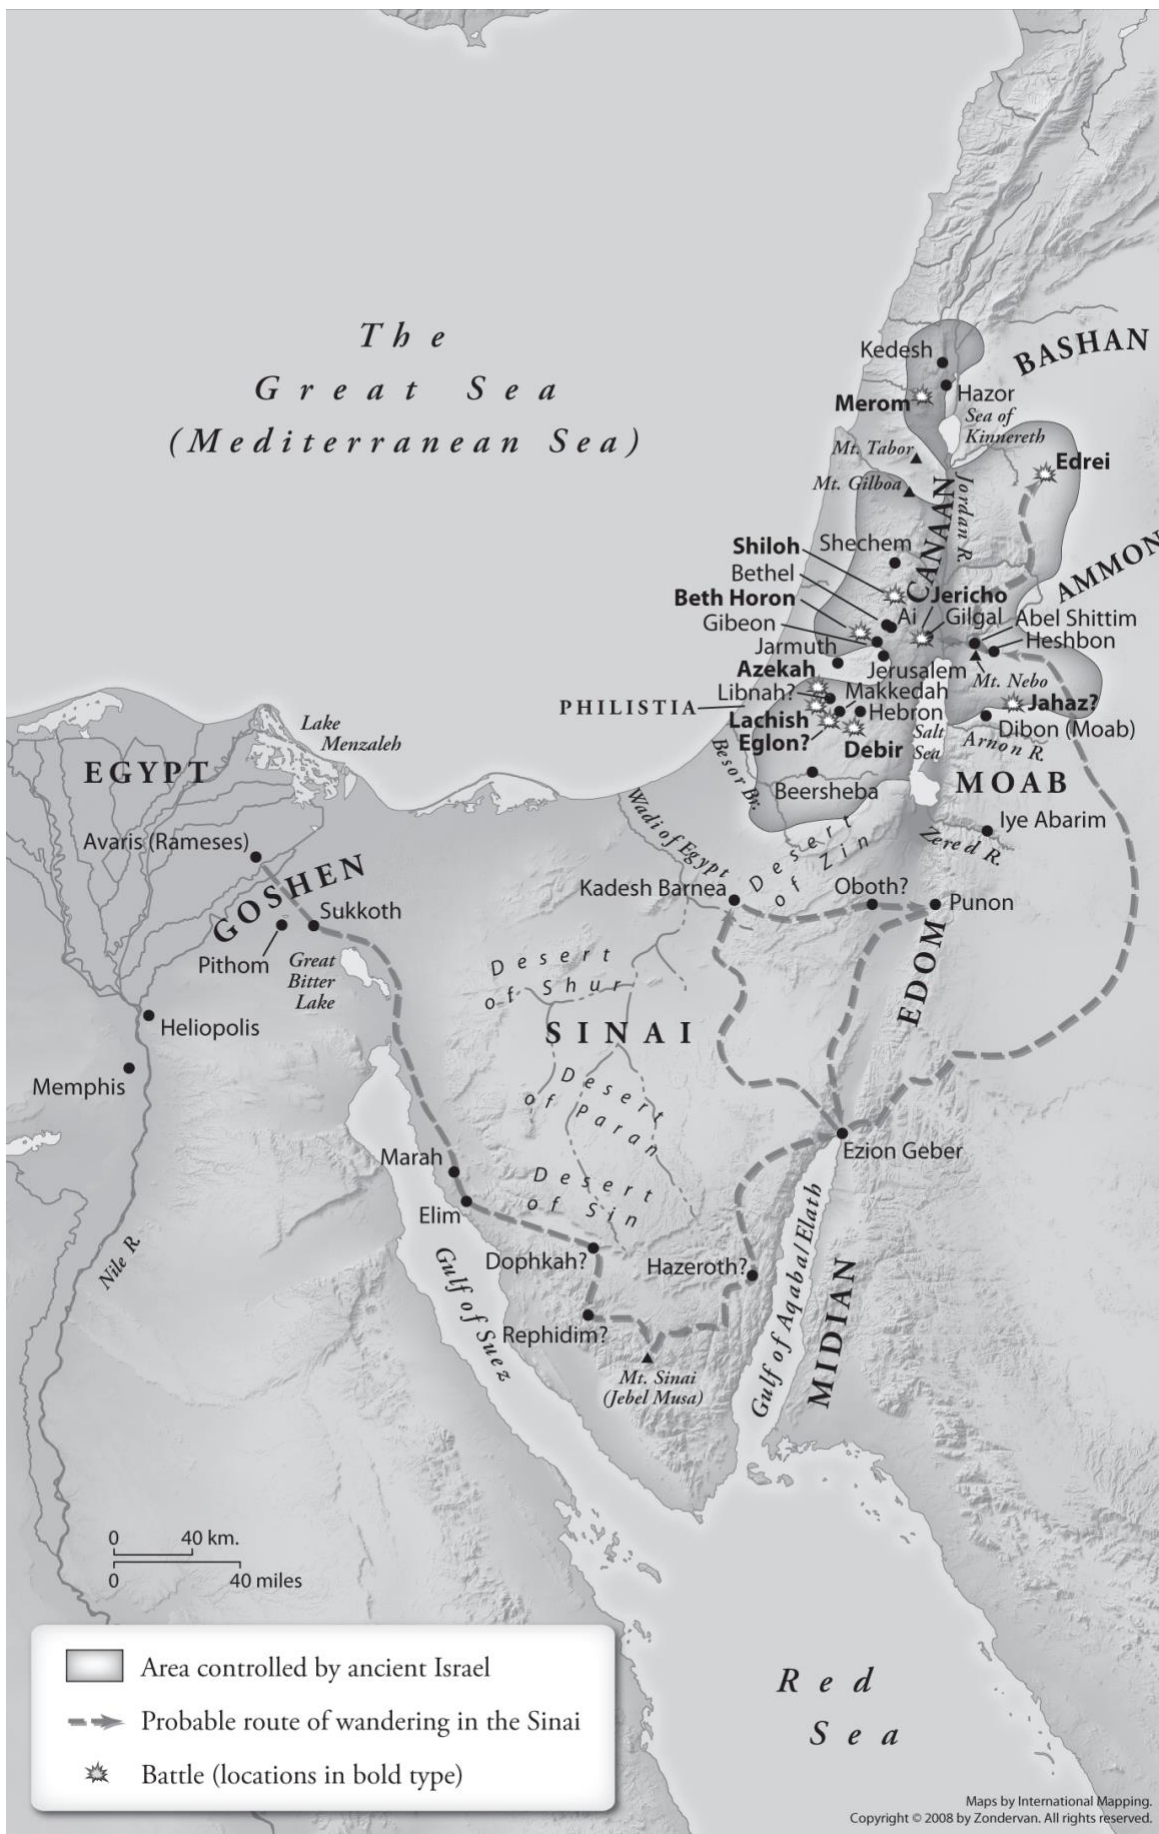 The
Great Sea
(Mediterranean Sea)
Kedesh
BASHAN
Merom
Hazor
Sea of
Kinnereth
Mt. Tabor
Edrei
Mt. Gilboa
CANAAN
Jordan R.
Shiloh
Shechem
Bethel
AMMON
Beth Horon
Jericho
Ai
Gilgal
Abel Shittim
Gibeon
Heshbon
Jarmuth
Jerusalem
Mt. Nebo
Azekah
Libnah?
Makkedah
PHILISTIA
Hebron
Jahaz?
Lachish
Salt
Sea
Dibon (Moab)
Eglon?
Debir
Arnon R.
Besor Br.
Beersheba
MOAB
Iye Abarim
Zered R.
Lake
Menzaleh
EGYPT
Wadi of Egypt
Desert
of Zin
Avaris (Rameses)
GOSHEN
Kadesh Barnea
Oboth?
Punon
Sukkoth
Pithom
Great
Bitter
Lake
Desert
of Shur
EDOM
Heliopolis
SINAI
Memphis
Desert
of Paran
Marah
Ezion Geber
Elim
Desert
of Sin
Nile R.
Dophkah?
Hazeroth?
Gulf of Suez
Gulf of Aqaba/Elath
MIDIAN
Rephidim?
Mt. Sinai
(Jebel Musa)
0 40 km.
0 40 miles
Area controlled by ancient Israel
Probable route of wandering in the Sinai
Battle (locations in bold type)
Red
Sea
Maps by International Mapping.
Copyright © 2008 by Zondervan. All rights reserved.